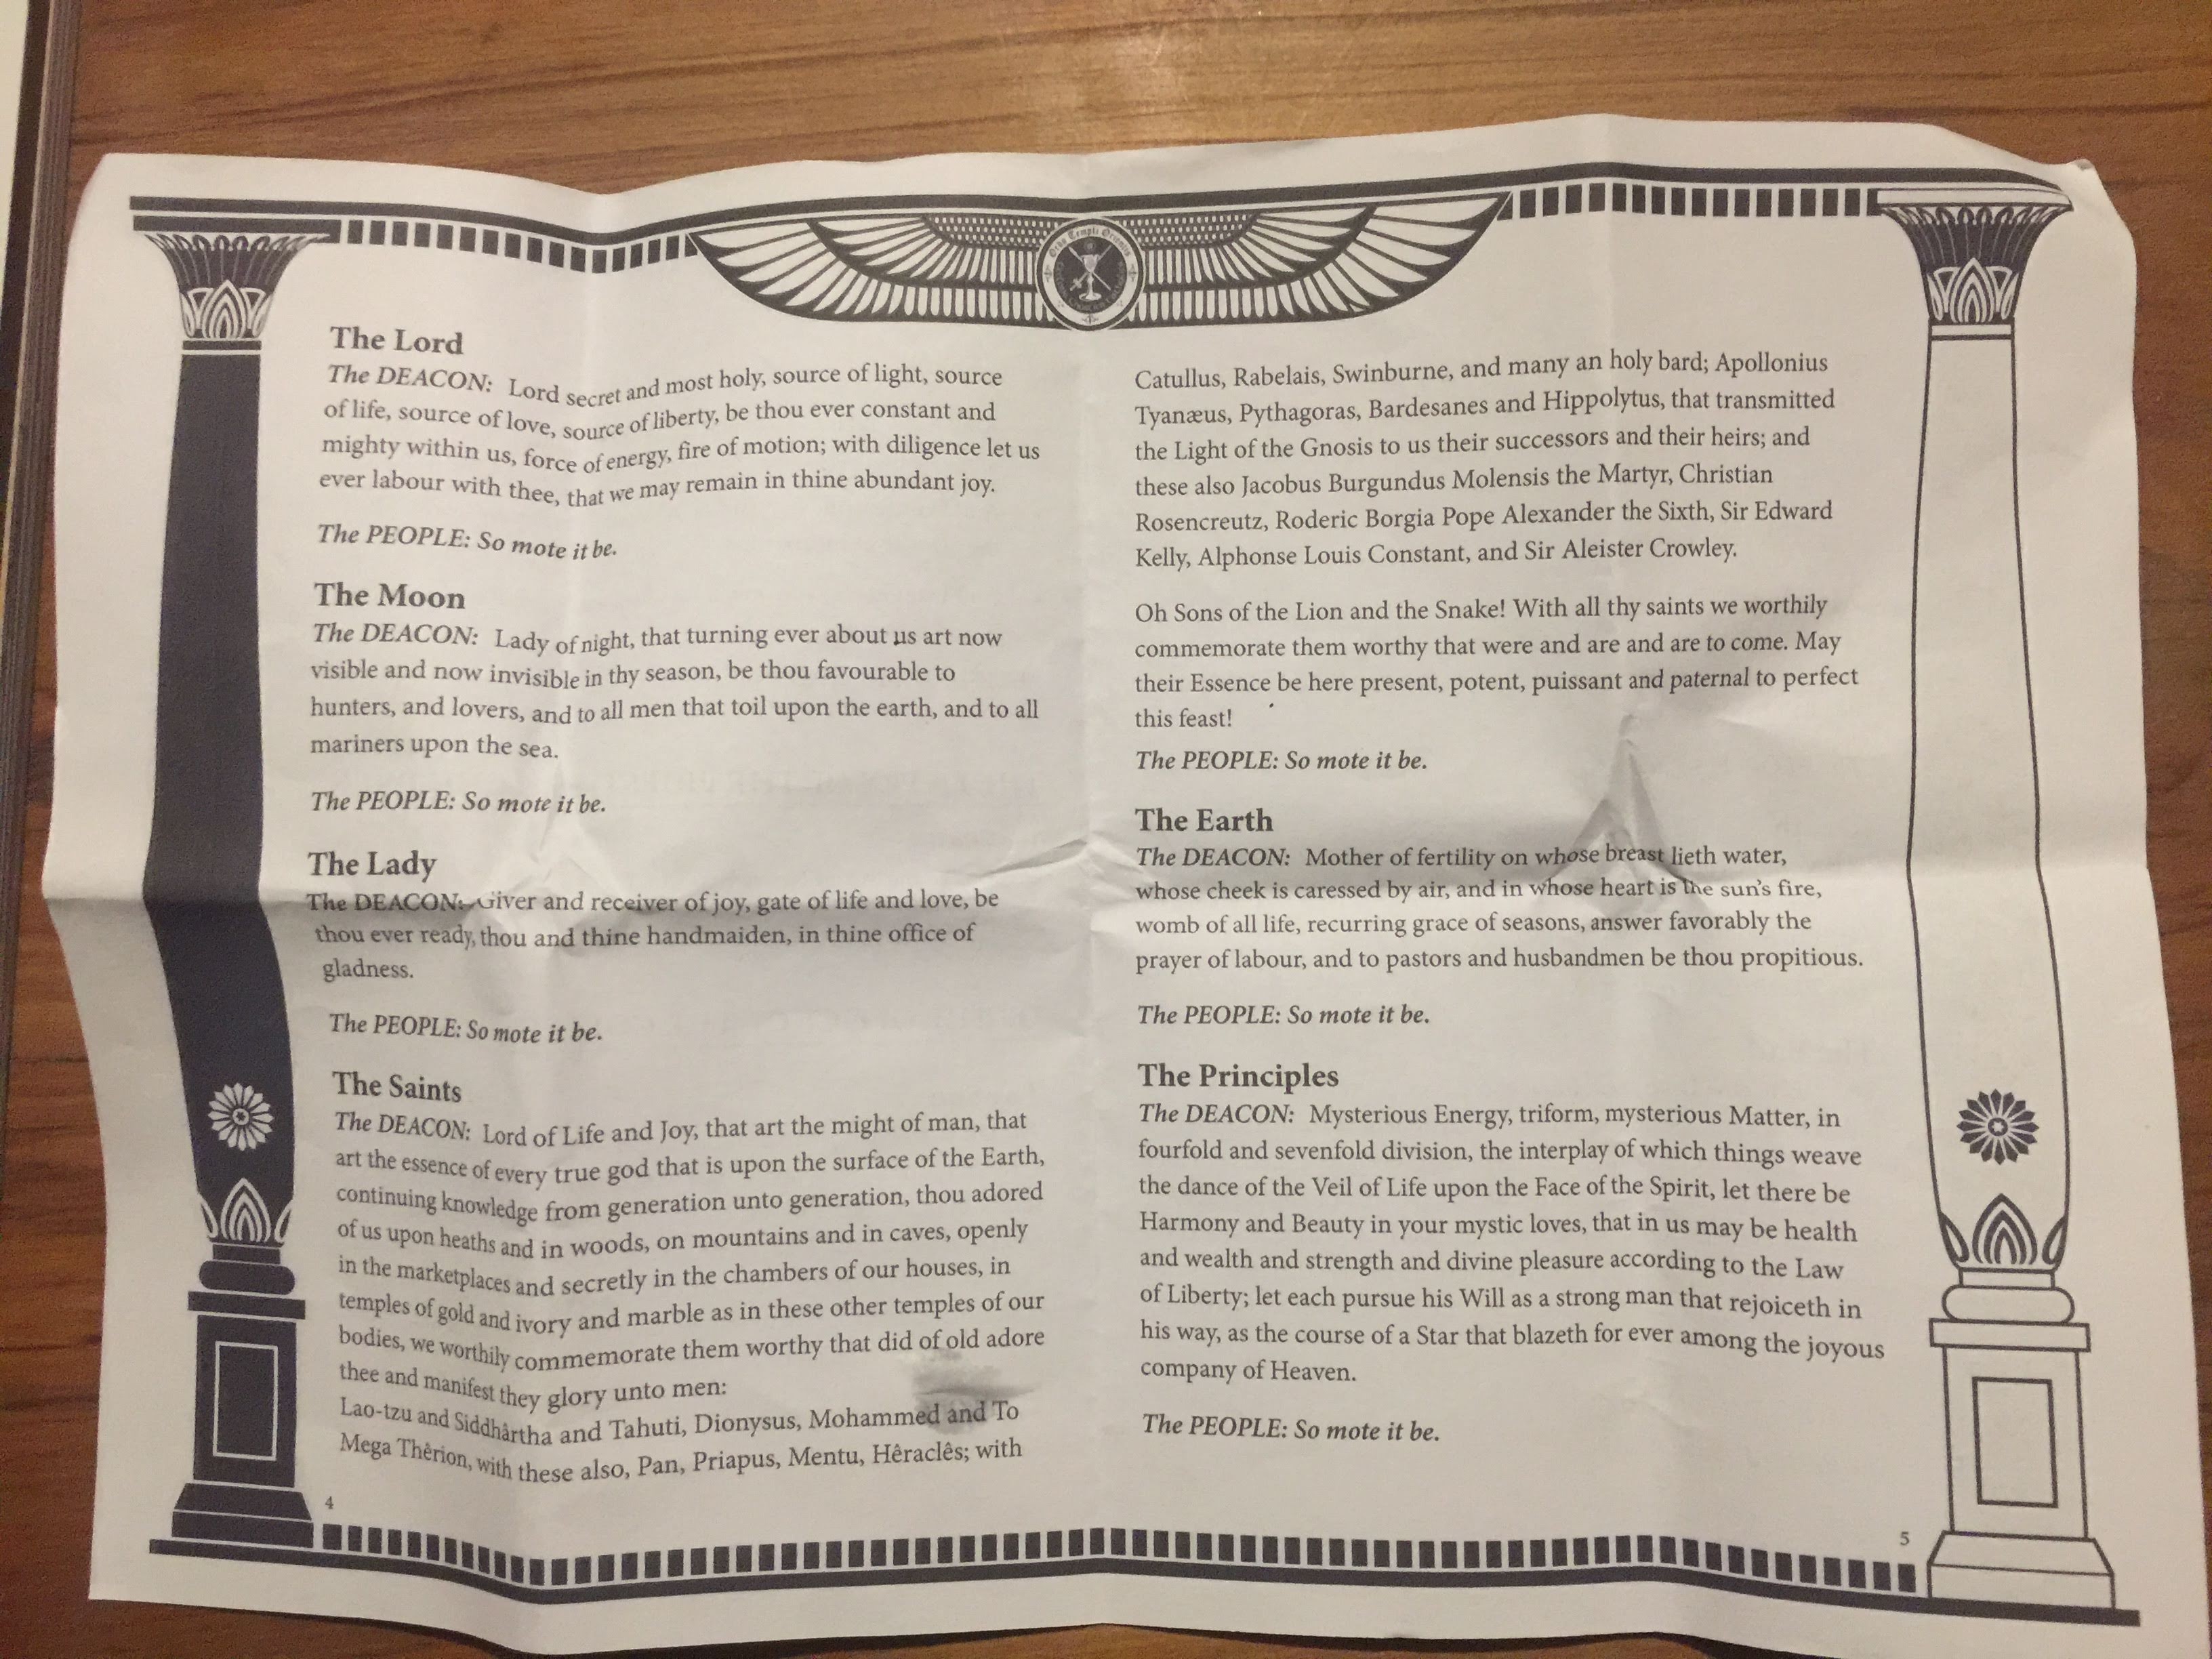 Ordo Templi Orientis
The Lord
The DEACON: Lord secret and most holy, source of light, source
of life, source of love, source of liberty, be thou ever constant and
mighty within us, force of energy, fire of motion; with diligence let us
ever labour with thee, that we may remain in thine abundant joy.
The PEOPLE: So mote it be.
The Moon
The DEACON: Lady of night, that turning ever about us art now
visible and now invisible in thy season, be thou favourable to
hunters, and lovers, and to all men that toil upon the earth, and to all
mariners upon the sea.
The PEOPLE: So mote it be.
The Lady
The DEACON: Giver and receiver of joy, gate of life and love, be
thou ever ready, thou and thine handmaiden, in thine office of
gladness.
The PEOPLE: So mote it be.
The Saints
The DEACON: Lord of Life and Joy, that art the might of man, that
art the essence of every true god that is upon the surface of the Earth,
continuing knowledge from generation unto generation, thou adored
of us upon heaths and in woods, on mountains and in caves, openly
in the marketplaces and secretly in the chambers of our houses, in
temples of gold and ivory and marble as in these other temples of our
bodies, we worthily commemorate them worthy that did of old adore
thee and manifest they glory unto men:
Lao-tzu and Siddhârtha and Tahuti, Dionysus, Mohammed and To
Mega Thêrion, with these also, Pan, Priapus, Mentu, Hêraclês; with
4
Catullus, Rabelais, Swinburne, and many an holy bard; Apollonius
Tyanæus, Pythagoras, Bardesanes and Hippolytus, that transmitted
the Light of the Gnosis to us their successors and their heirs; and
these also Jacobus Burgundus Molensis the Martyr, Christian
Rosencreutz, Roderic Borgia Pope Alexander the Sixth, Sir Edward
Kelly, Alphonse Louis Constant, and Sir Aleister Crowley.
Oh Sons of the Lion and the Snake! With all thy saints we worthily
commemorate them worthy that were and are and are to come. May
their Essence be here present, potent, puissant and paternal to perfect
this feast!
The PEOPLE: So mote it be.
The Earth
The DEACON: Mother of fertility on whose breast lieth water,
whose cheek is caressed by air, and in whose heart is the sun's fire,
womb of all life, recurring grace of seasons, answer favorably the
prayer of labour, and to pastors and husbandmen be thou propitious.
The PEOPLE: So mote it be.
The Principles
The DEACON: Mysterious Energy, triform, mysterious Matter, in
fourfold and sevenfold division, the interplay of which things weave
the dance of the Veil of Life upon the Face of the Spirit, let there be
Harmony and Beauty in your mystic loves, that in us may be health
and wealth and strength and divine pleasure according to the Law
of Liberty; let each pursue his Will as a strong man that rejoiceth in
his way, as the course of a Star that blazeth for ever among the joyous
company of Heaven.
The PEOPLE: So mote it be.
5